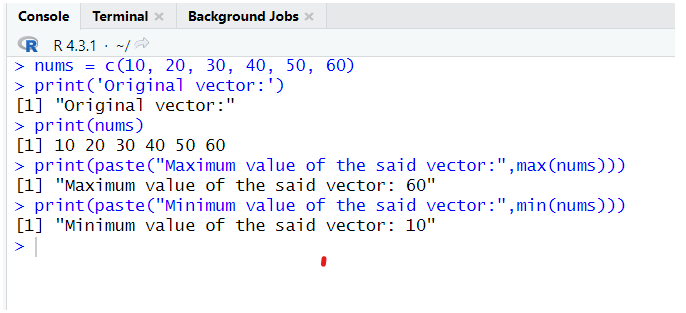 Console Terminal Background Jobs
R R 4.3.1 · ~/
> nums = c(10, 20, 30, 40, 50, 60)
> print('Original vector:')
[1] "Original vector:"
> print(nums)
[1] 10 20 30 40 50 60
> print(paste("Maximum value of the said vector:",max(nums)))
[1] "Maximum value of the said vector: 60"
> print(paste("Minimum value of the said vector:",min(nums)))
[1] "Minimum value of the said vector: 10"
>